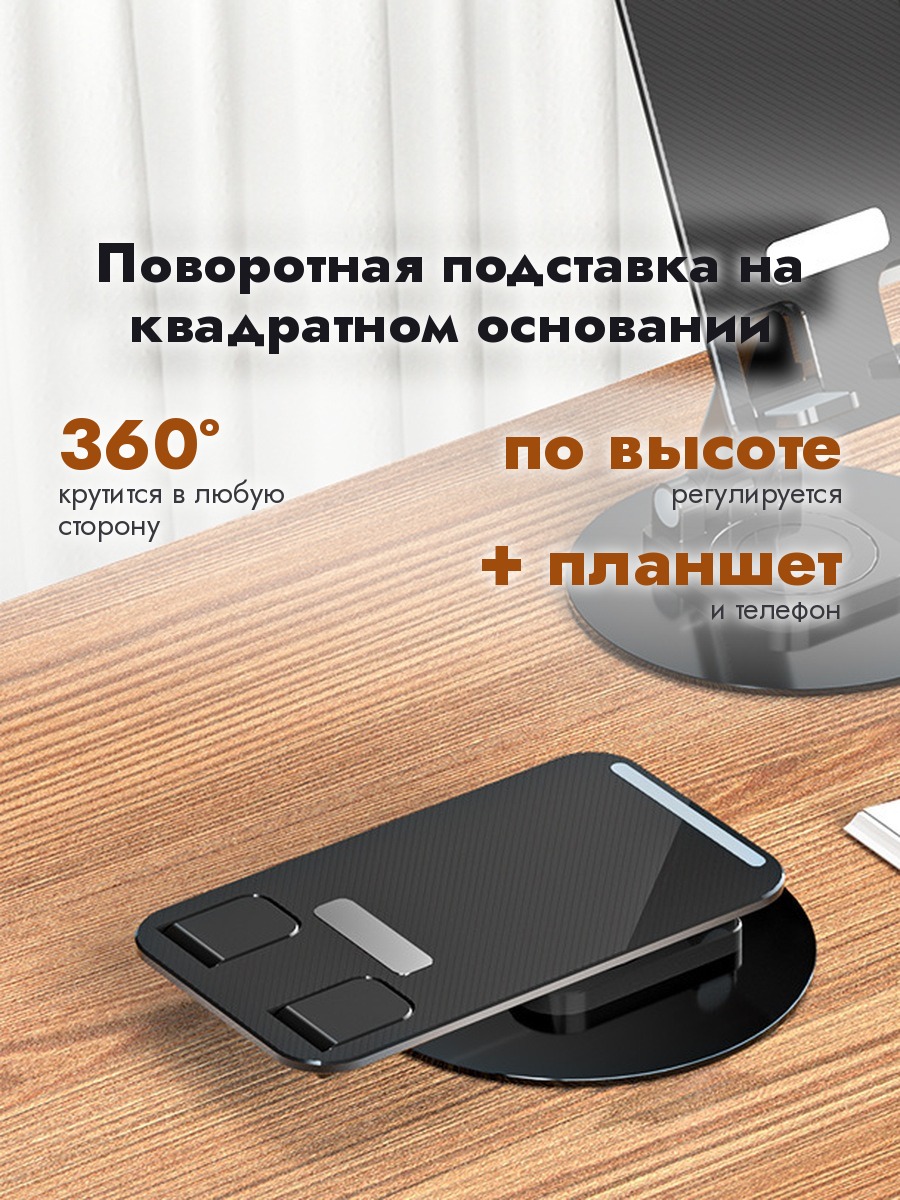 Поворотная подставка на
квадратном основании
360°
крутится в любую
сторону
по высоте
регулируется
+ планшет
и телефон